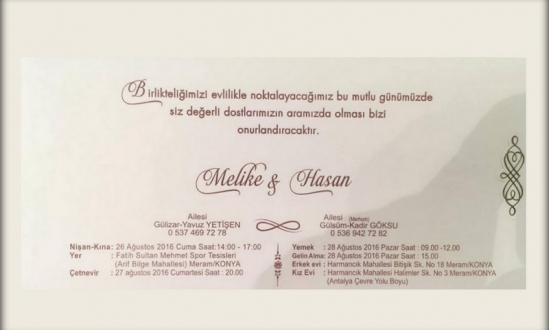 Birlikteliğimizi evlilikle noktalayacağımız bu mutlu günümüzde
siz değerli dostlarımızın aramızda olması bizi
onurlandıracaktır.
Melike & Hasan
Ailesi
Gülizar-Yavuz YETİŞEN
0 537 469 72 78
Ailesi (Merhum)
Gülsüm-Kadir GÖKSU
0 536 942 72 82
Nişan-Kına: 26 Ağustos 2016 Cuma Saat:14:00 - 17:00
Yer : Fatih Sultan Mehmet Spor Tesisleri
(Arif Bilge Mahallesi) Meram/KONYA
Çetnevir : 27 ağustos 2016 Cumartesi Saat : 20.00
Yemek : 28 Ağustos 2016 Pazar Saat : 09.00 -12.00
Gelin Alma : 28 Ağustos 2016 Pazar Saat : 15.00
Erkek evi : Harmancık Mahallesi Bitişik Sk. No 18 Meram/KONYA
Kız Evi : Harmancık Mahallesi Halimler Sk. No 3 Meram/KONYA
(Antalya Çevre Yolu Boyu)